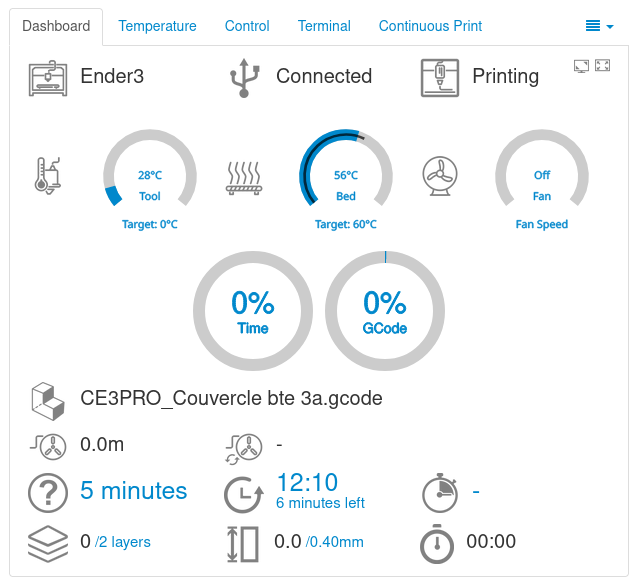 Dashboard Temperature Control Terminal Continuous Print
Ender3 Connected Printing
28°C 56°C Off
Tool Bed Fan
Target: 0°C Target: 60°C Fan Speed
0% 0%
Time GCode
CE3PRO_Couvercle bte 3a.gcode
0.0m -
5 minutes 12:10 -
6 minutes left
0 /2 layers 0.0 /0.40mm 00:00